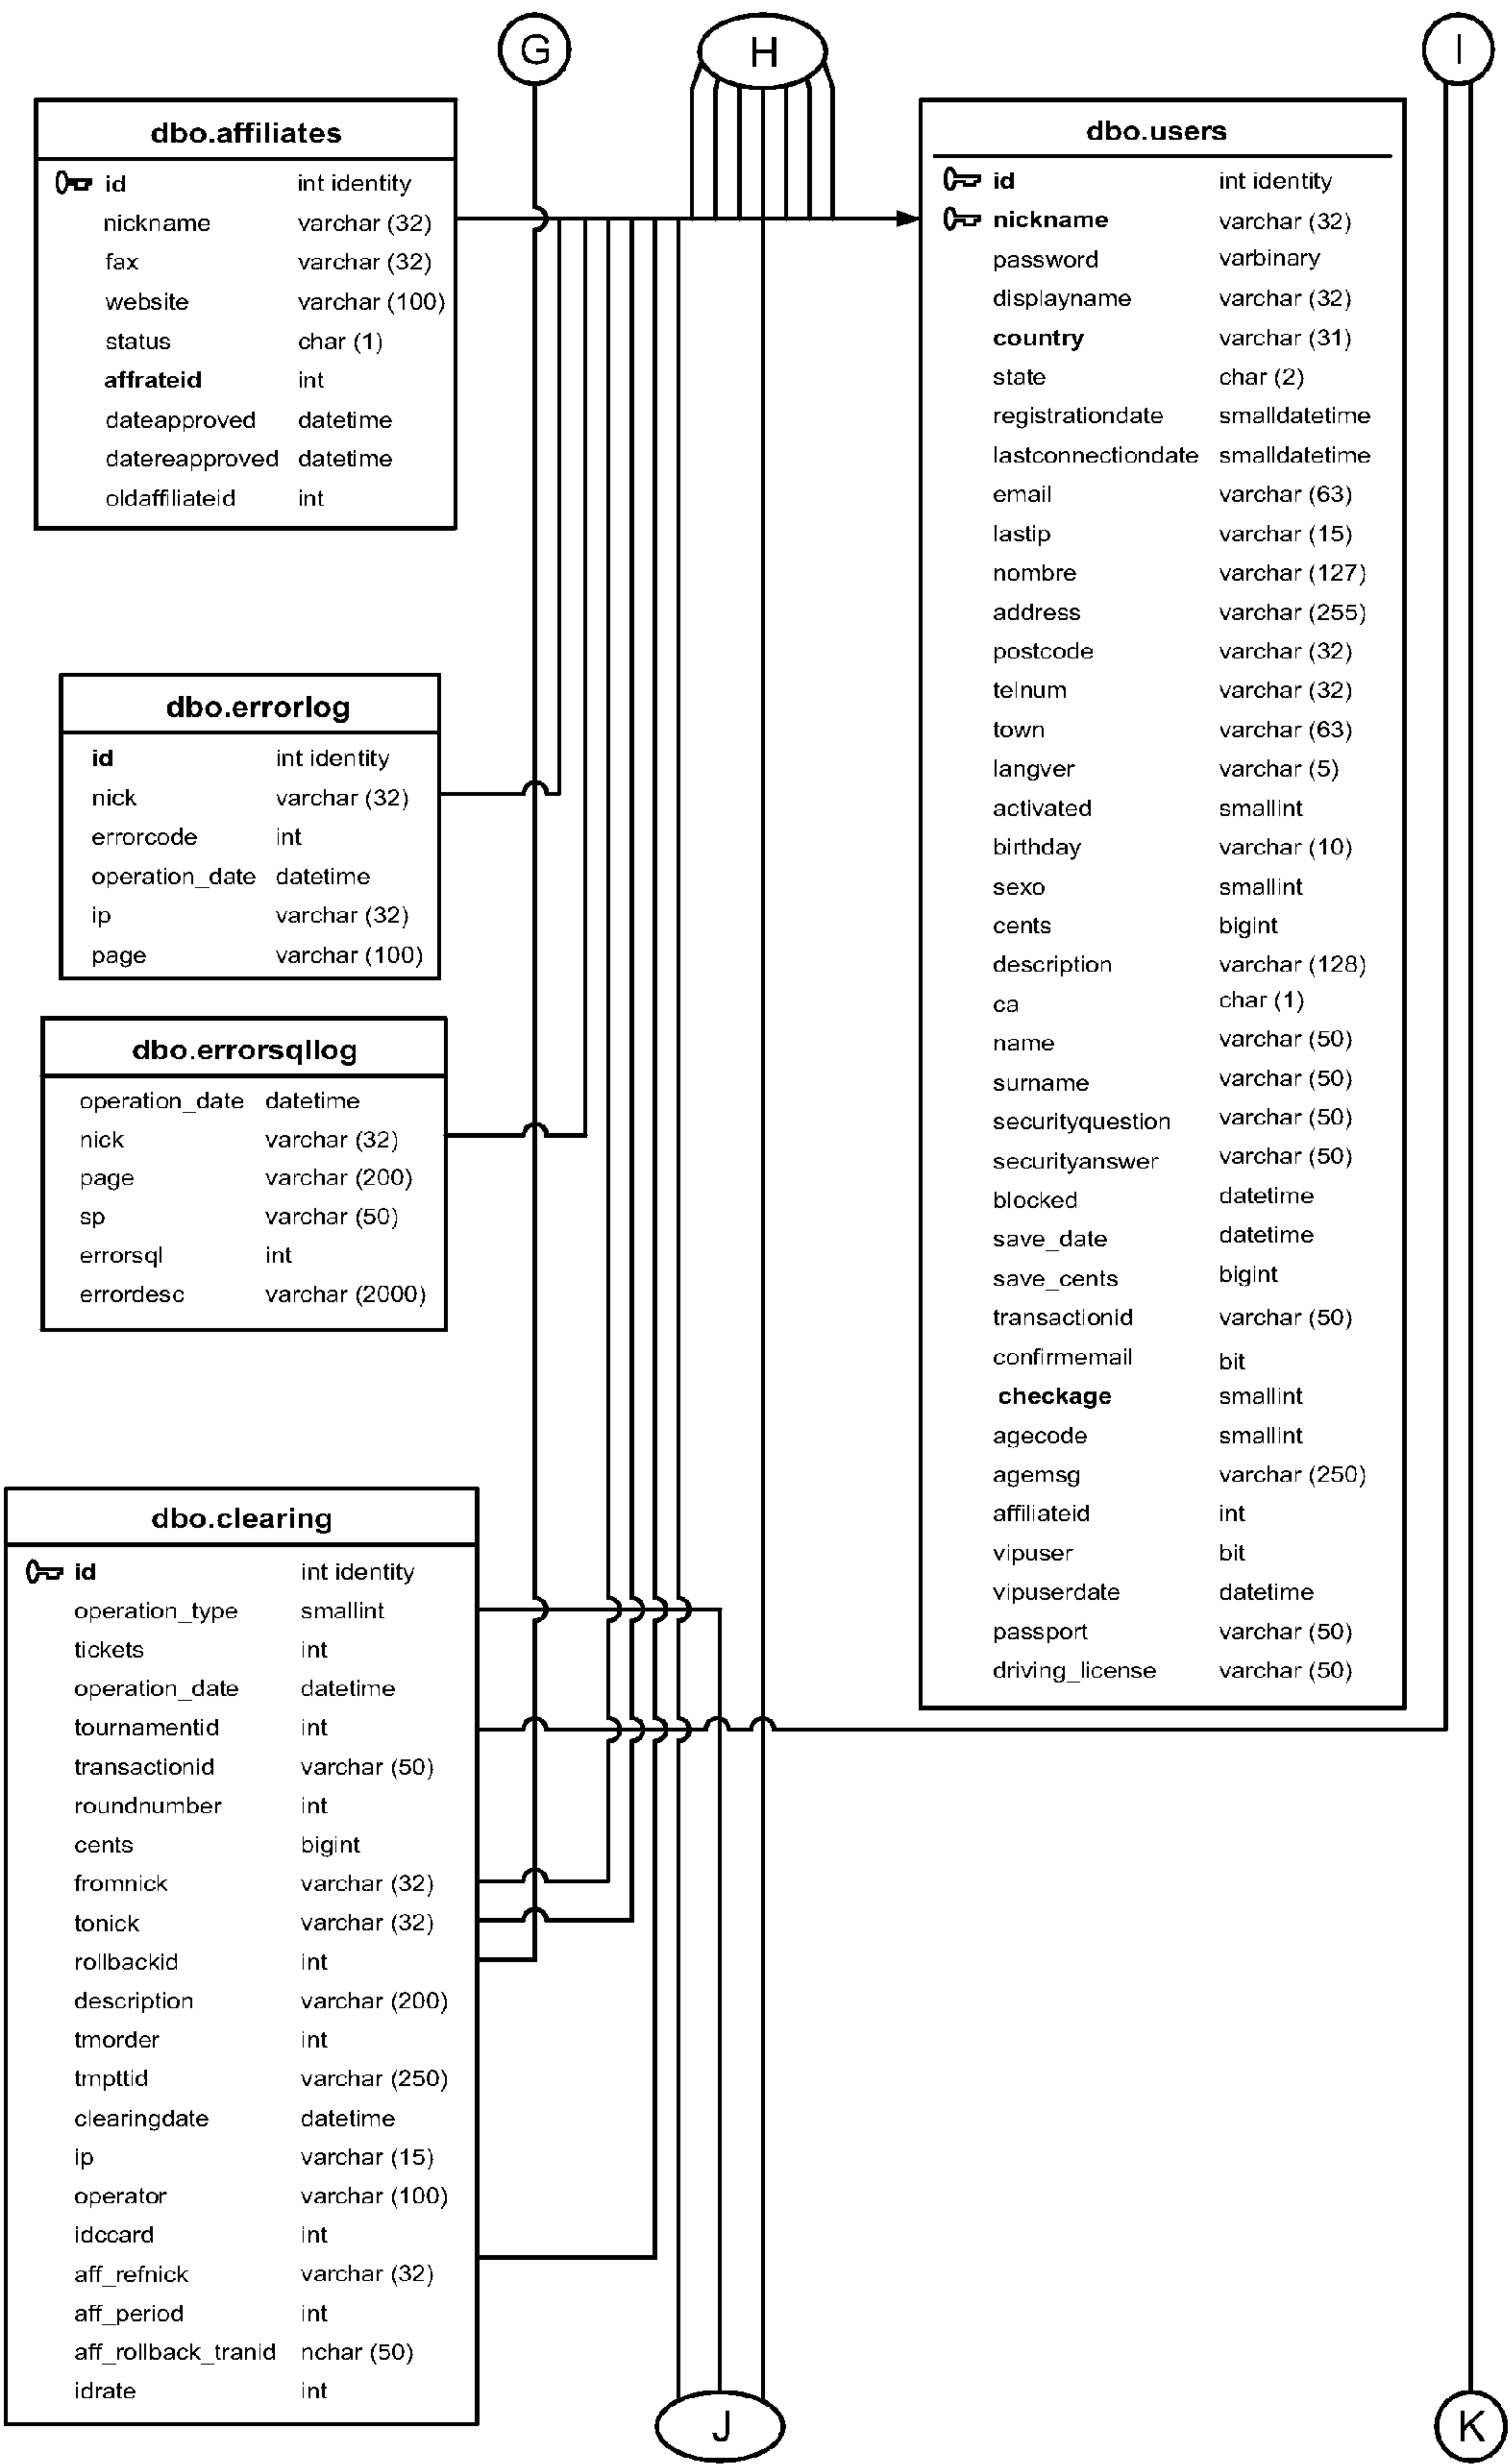 G
H
I
dbo.affiliates
id int identity
nickname varchar (32)
fax varchar (32)
website varchar (100)
status char (1)
affrateid int
dateapproved datetime
datereapproved datetime
oldaffiliateid int
dbo.users
id int identity
nickname varchar (32)
password varbinary
displayname varchar (32)
country varchar (31)
state char (2)
registrationdate smalldatetime
lastconnectiondate smalldatetime
email varchar (63)
lastip varchar (15)
nombre varchar (127)
address varchar (255)
postcode varchar (32)
telnum varchar (32)
town varchar (63)
langver varchar (5)
activated smallint
birthday varchar (10)
sexo smallint
cents bigint
description varchar (128)
ca char (1)
name varchar (50)
surname varchar (50)
securityquestion varchar (50)
securityanswer varchar (50)
blocked datetime
save_date datetime
save_cents bigint
transactionid varchar (50)
confirmemail bit
checkage smallint
agecode smallint
agemsg varchar (250)
affiliateid int
vipuser bit
vipuserdate datetime
passport varchar (50)
driving_license varchar (50)
dbo.errorlog
id int identity
nick varchar (32)
errorcode int
operation_date datetime
ip varchar (32)
page varchar (100)
dbo.errorsqllog
operation_date datetime
nick varchar (32)
page varchar (200)
sp varchar (50)
errorsql int
errordesc varchar (2000)
dbo.clearing
id int identity
operation_type smallint
tickets int
operation_date datetime
tournamentid int
transactionid varchar (50)
roundnumber int
cents bigint
fromnick varchar (32)
tonick varchar (32)
rollbackid int
description varchar (200)
tmorder int
tmpttid varchar (250)
clearingdate datetime
ip varchar (15)
operator varchar (100)
idccard int
aff_refnick varchar (32)
aff_period int
aff_rollback_tranid nchar (50)
idrate int
J
K